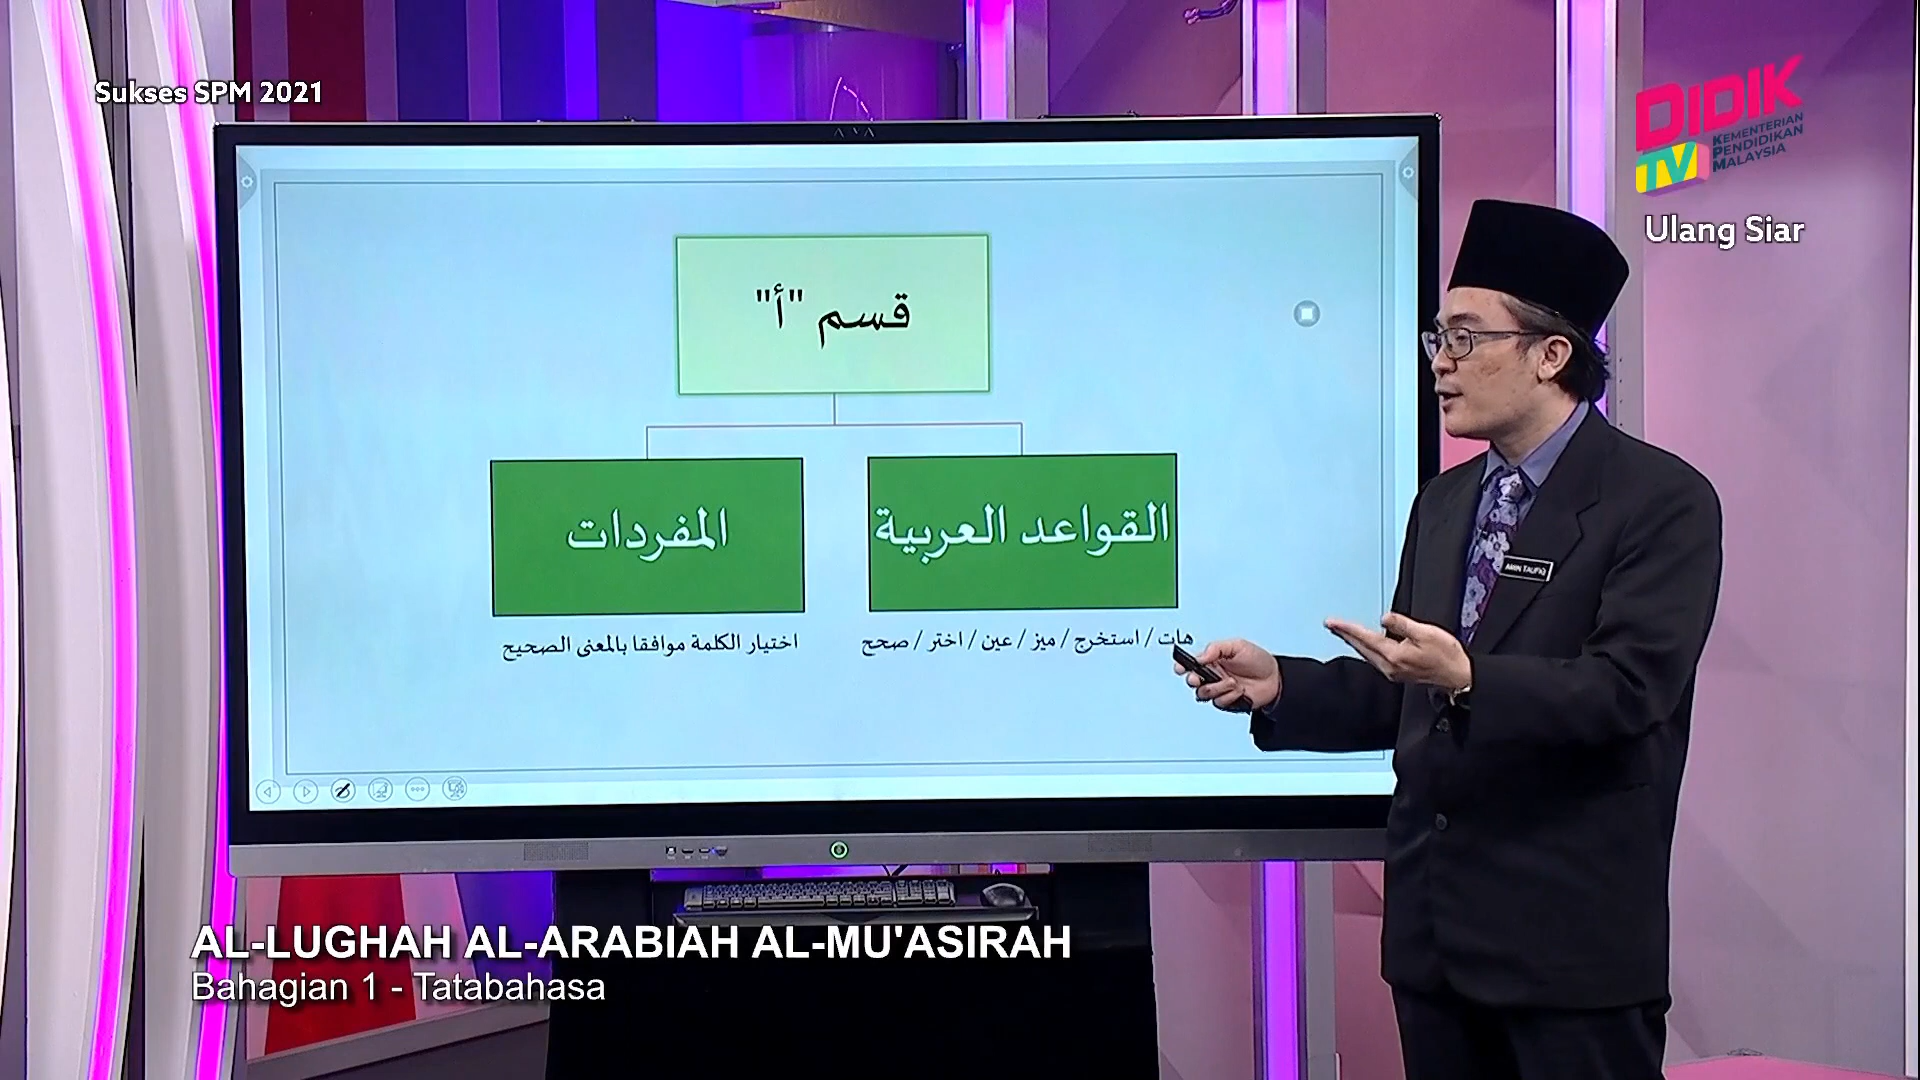 Sukses SPM 2021
DIDIK
TV
KEMENTERIAN
PENDIDIKAN
MALAYSIA
Ulang Siar
قسم "أ"
القواعد العربية
المفردات
هات / استخرج / ميز / عين / اختر / صحح
اختيار الكلمة موافقا بالمعنى الصحيح
AL-LUGHAH AL-ARABIAH AL-MU'ASIRAH
Bahagian 1 - Tatabahasa